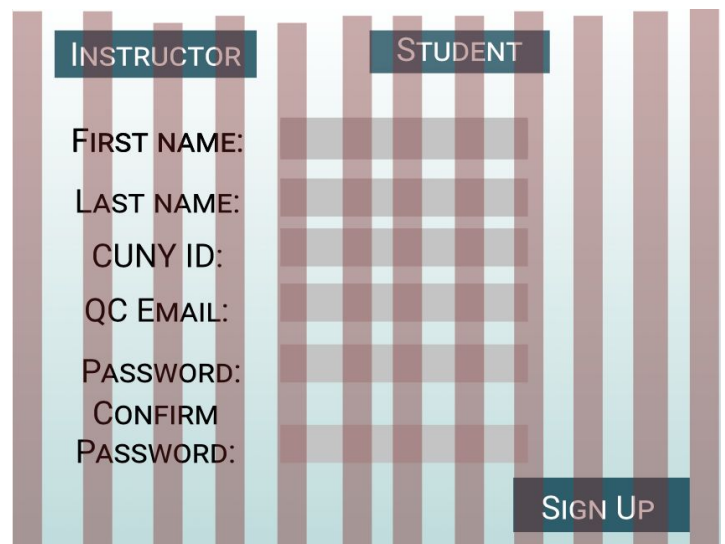 Instructor
Student
First name:
Last name:
CUNY ID:
QC Email:
Password:
Confirm
Password:
Sign Up